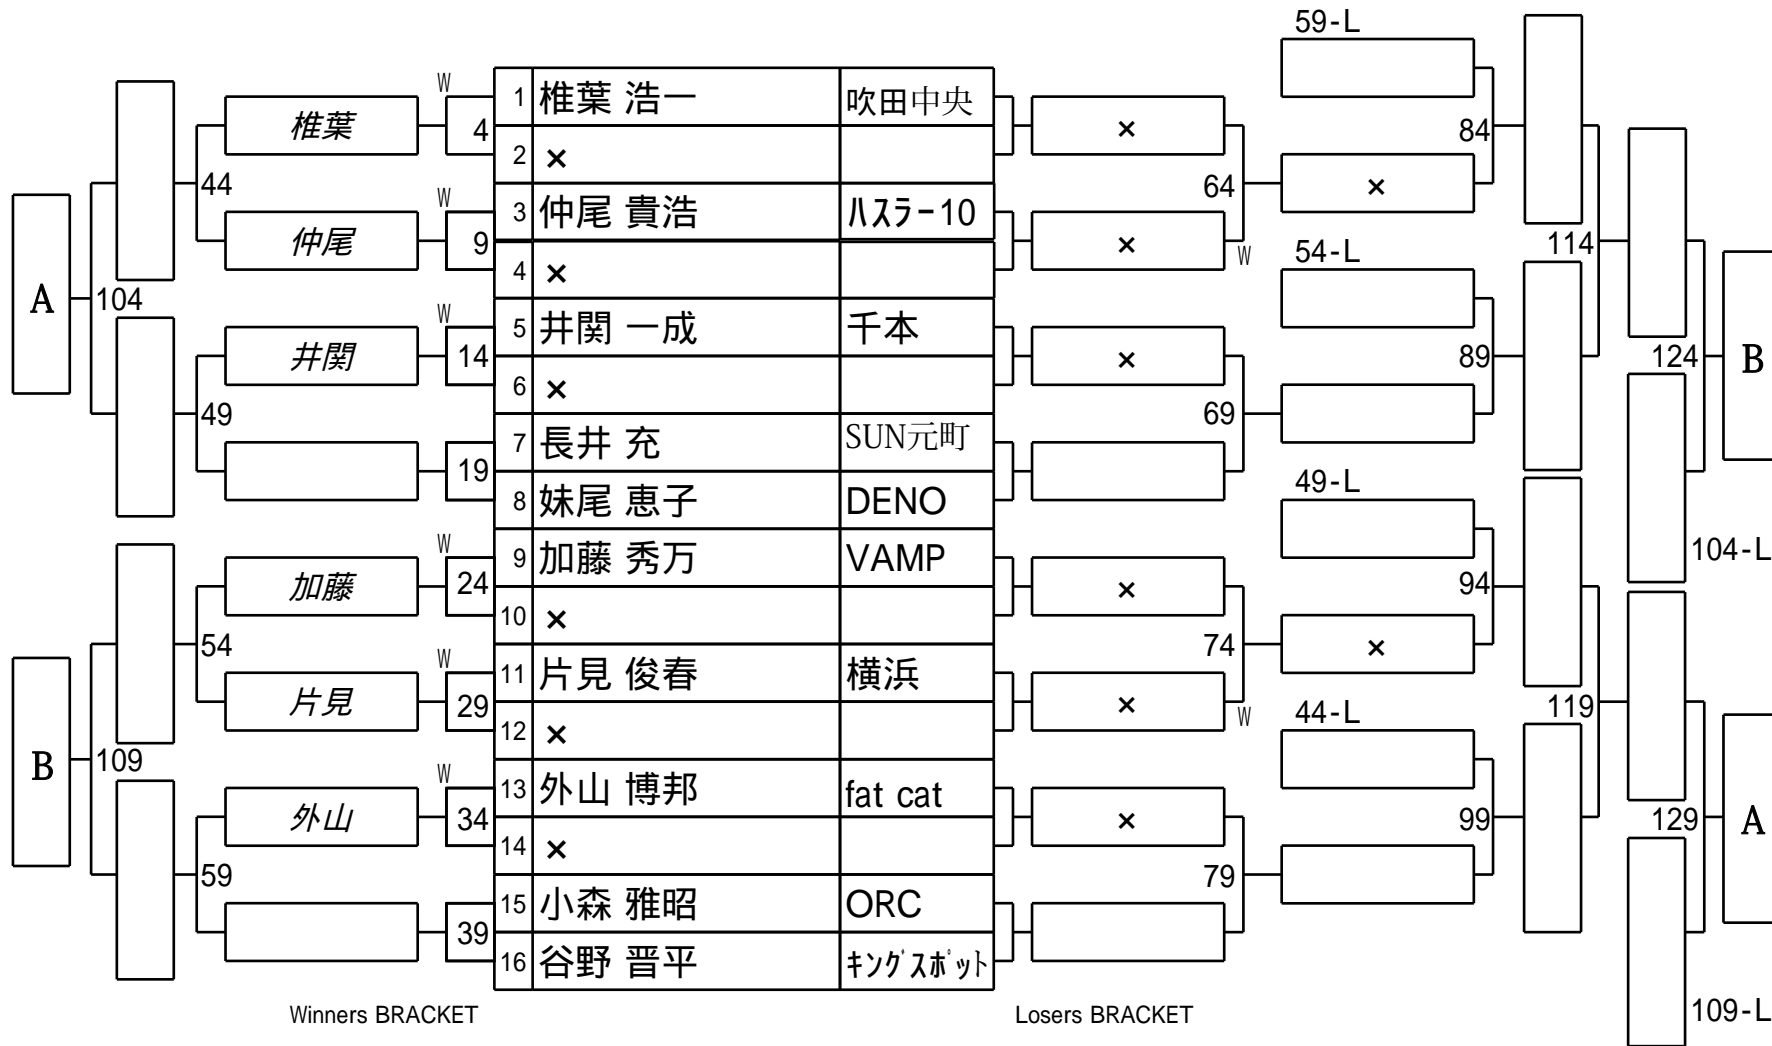 59-L
W
1 椎葉 浩一 吹田中央
椎葉 4 × 84
2 ×
44 W 64 ×
3 仲尾 貴浩 ハスラー10
仲尾 9 × 114
4 × W 54-L
A 104 W
5 井関 一成 千本
井関 14 × 89 124 B
6 ×
49 69
7 長井 充 SUN元町
19
8 妹尾 恵子 DENO 49-L
W
9 加藤 秀万 VAMP 104-L
加藤 24 × 94
10 ×
54 W 74 ×
11 片見 俊春 横浜
片見 29 × 119
12 × W 44-L
B 109 W
13 外山 博邦 fat cat
外山 34 × 99 129 A
14 ×
59 79
15 小森 雅昭 ORC
39
16 谷野 晋平 キングスポット
Winners BRACKET Losers BRACKET 109-L